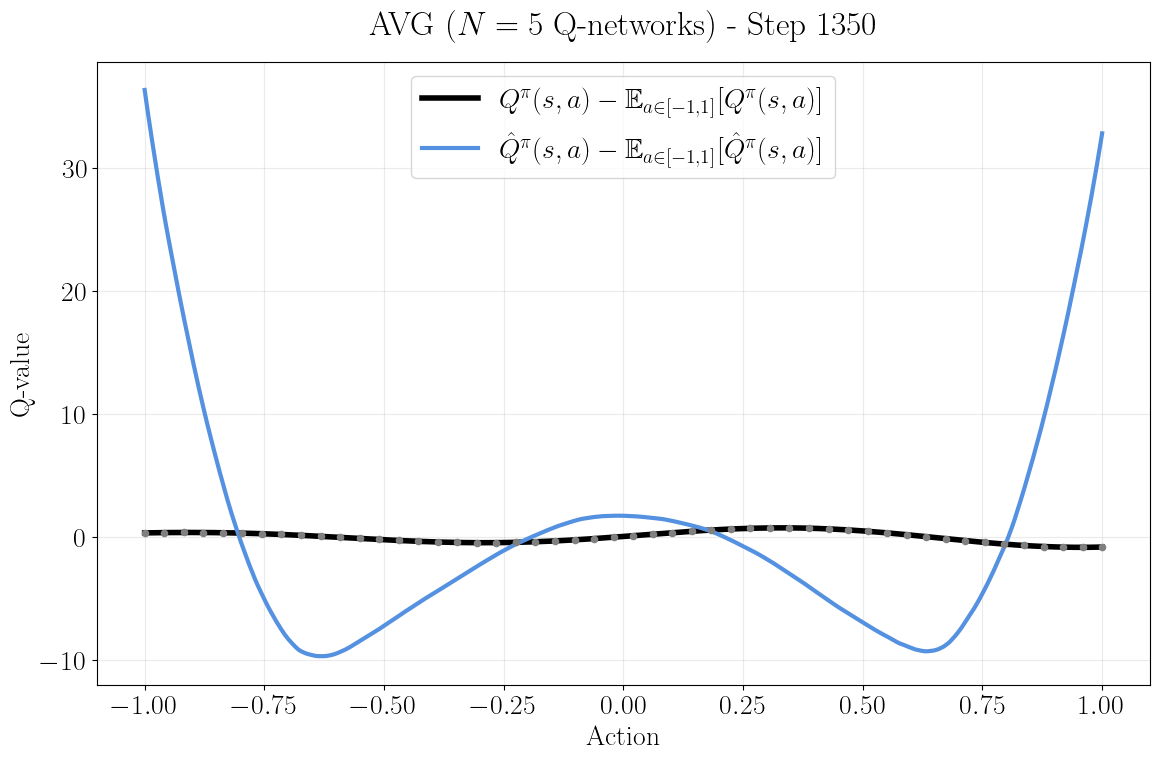 AVG (N = 5 Q-networks) - Step 1350
Q^π(s, a) − 𝔼_{a∈[−1,1]}[Q^π(s, a)]
Q̂^π(s, a) − 𝔼_{a∈[−1,1]}[Q̂^π(s, a)]
Q-value
30
20
10
0
−10
−1.00 −0.75 −0.50 −0.25 0.00 0.25 0.50 0.75 1.00
Action